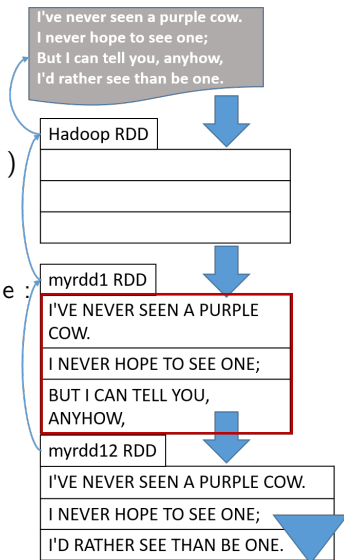 I've never seen a purple cow.
I never hope to see one;
But I can tell you, anyhow,
I'd rather see than be one.
Hadoop RDD
)
myrdd1 RDD
e :
I'VE NEVER SEEN A PURPLE
COW.
I NEVER HOPE TO SEE ONE;
BUT I CAN TELL YOU,
ANYHOW,
myrdd12 RDD
I'VE NEVER SEEN A PURPLE COW.
I NEVER HOPE TO SEE ONE;
I'D RATHER SEE THAN BE ONE.